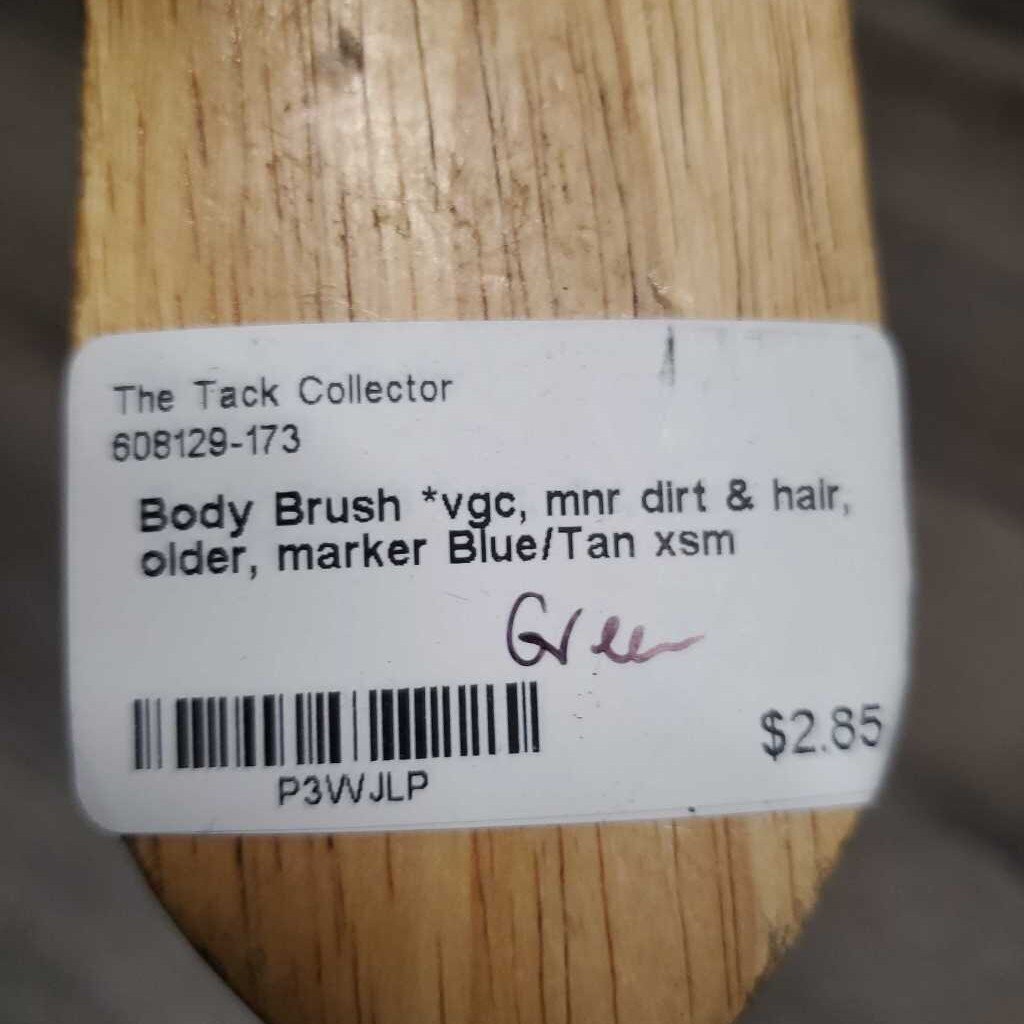 The Tack Collector
608129-173
Body Brush *vgc, mnr dirt & hair,
older, marker Blue/Tan xsm
Green
$2.85
P3WJLP